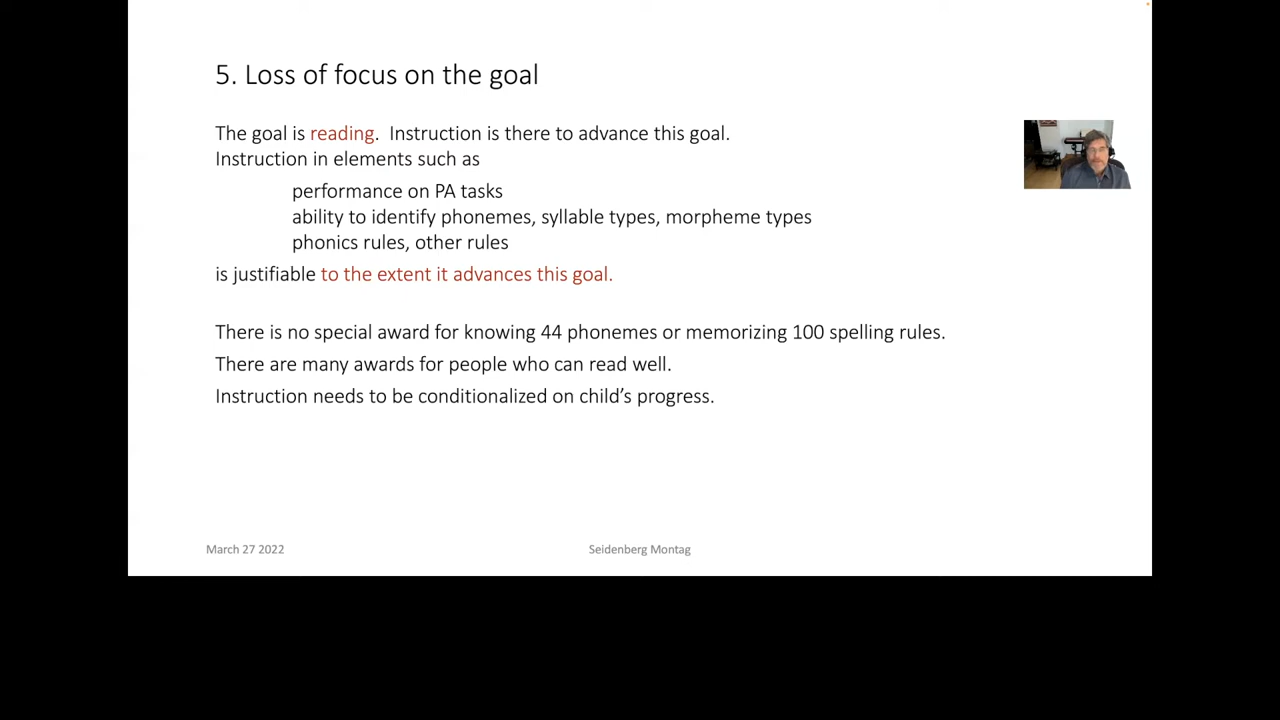 5. Loss of focus on the goal
The goal is reading. Instruction is there to advance this goal.
Instruction in elements such as
performance on PA tasks
ability to identify phonemes, syllable types, morpheme types
phonics rules, other rules
is justifiable to the extent it advances this goal.
There is no special award for knowing 44 phonemes or memorizing 100 spelling rules.
There are many awards for people who can read well.
Instruction needs to be conditionalized on child's progress.
March 27 2022
Seidenberg Montag